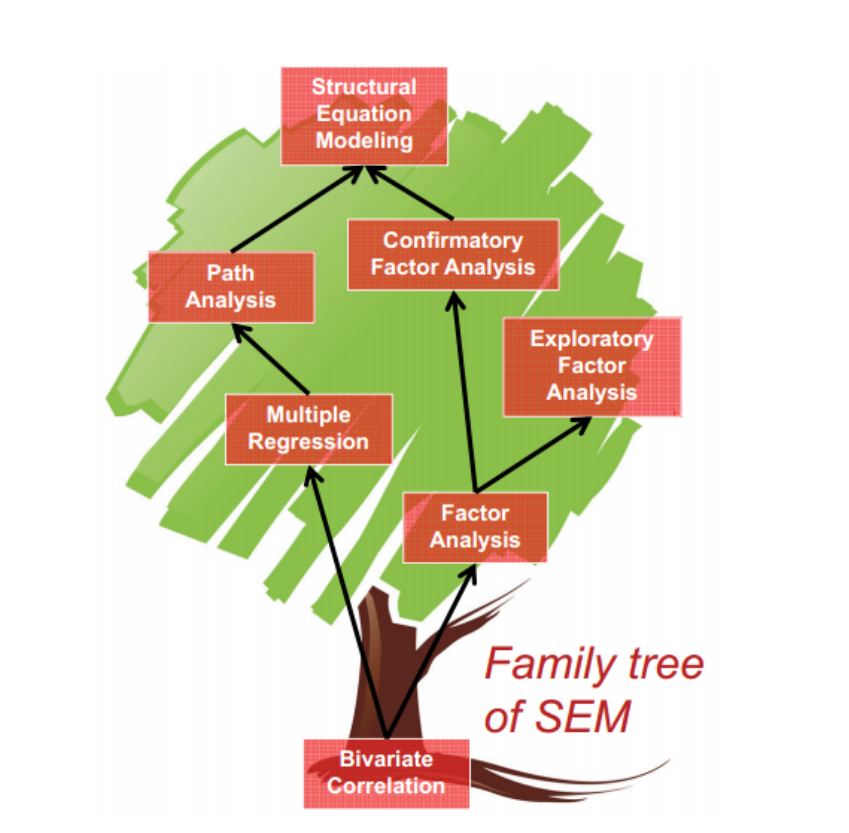 Structural
Equation
Modeling
Confirmatory
Factor Analysis
Path
Analysis
Exploratory
Factor
Analysis
Multiple
Regression
Factor
Analysis
Family tree
of SEM
Bivariate
Correlation